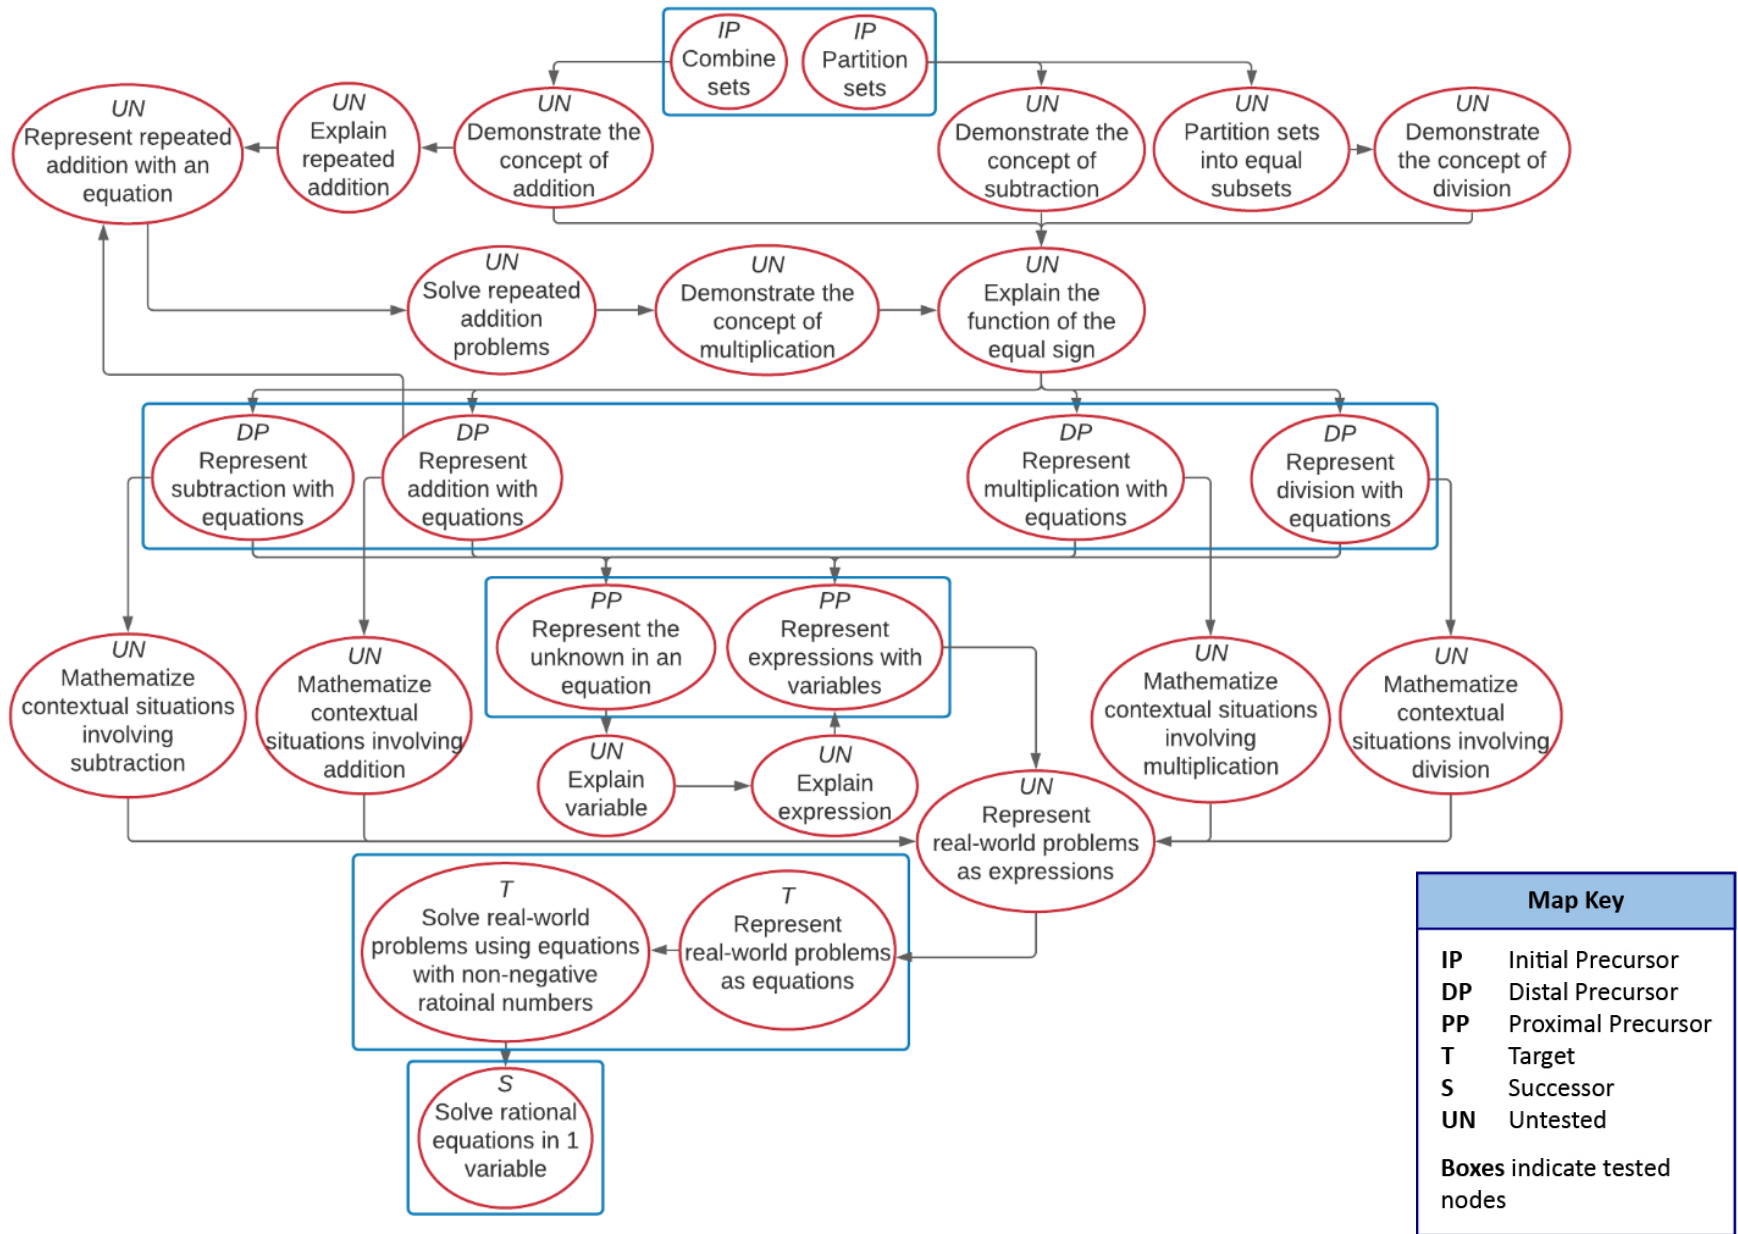 IP
Combine
sets
IP
Partition
sets
UN
Represent repeated
addition with an
equation
UN
Explain
repeated
addition
UN
Demonstrate the
concept of
addition
UN
Demonstrate the
concept of
subtraction
UN
Partition sets
into equal
subsets
UN
Demonstrate
the concept of
division
UN
Solve repeated
addition
problems
UN
Demonstrate the
concept of
multiplication
UN
Explain the
function of the
equal sign
DP
Represent
subtraction with
equations
DP
Represent
addition with
equations
DP
Represent
multiplication with
equations
DP
Represent
division with
equations
PP
Represent the
unknown in an
equation
PP
Represent
expressions with
variables
UN
Mathematize
contextual situations
involving
subtraction
UN
Mathematize
contextual
situations involving
addition
UN
Mathematize
contextual situations
involving
multiplication
UN
Mathematize
contextual
situations involving
division
UN
Explain
variable
UN
Explain
expression
UN
Represent
real-world problems
as expressions
T
Solve real-world
problems using equations
with non-negative
ratoinal numbers
T
Represent
real-world problems
as equations
S
Solve rational
equations in 1
variable
Map Key
IP Initial Precursor
DP Distal Precursor
PP Proximal Precursor
T Target
S Successor
UN Untested
Boxes indicate tested
nodes